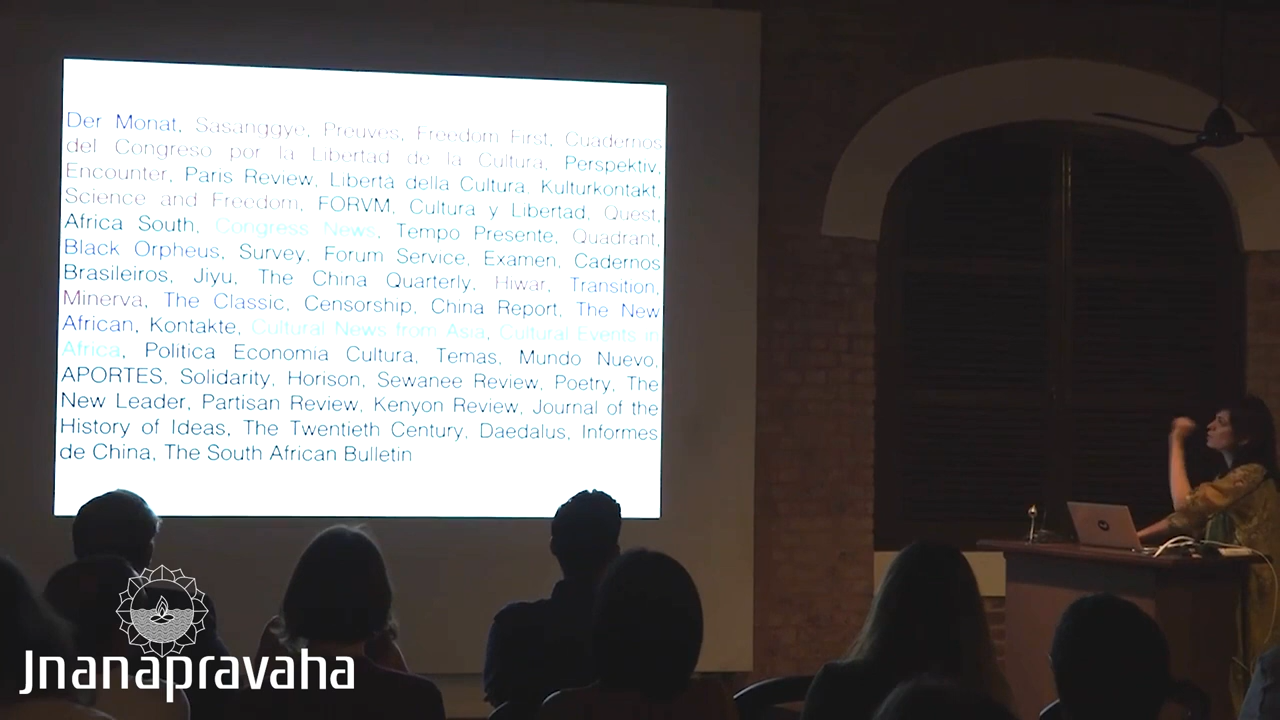 Der Monat, Sasanggye, Preuves, Freedom First, Cuadernos
del Congreso por la Libertad de la Cultura, Perspektiv,
Encounter, Paris Review, Liberta della Cultura, Kulturkontakt,
Science and Freedom, FORVM, Cultura y Libertad, Quest,
Africa South, Congress News, Tempo Presente, Quadrant,
Black Orpheus, Survey, Forum Service, Examen, Cadernos
Brasileiros, Jiyu, The China Quarterly, Hiwar, Transition,
Minerva, The Classic, Censorship, China Report, The New
African, Kontakte, Cultural News from Asia, Cultural Events in
Africa, Politica Economia Cultura, Temas, Mundo Nuevo,
APORTES, Solidarity, Horison, Sewanee Review, Poetry, The
New Leader, Partisan Review, Kenyon Review, Journal of the
History of Ideas, The Twentieth Century, Daedalus, Informes
de China, The South African Bulletin
Jnanapravaha